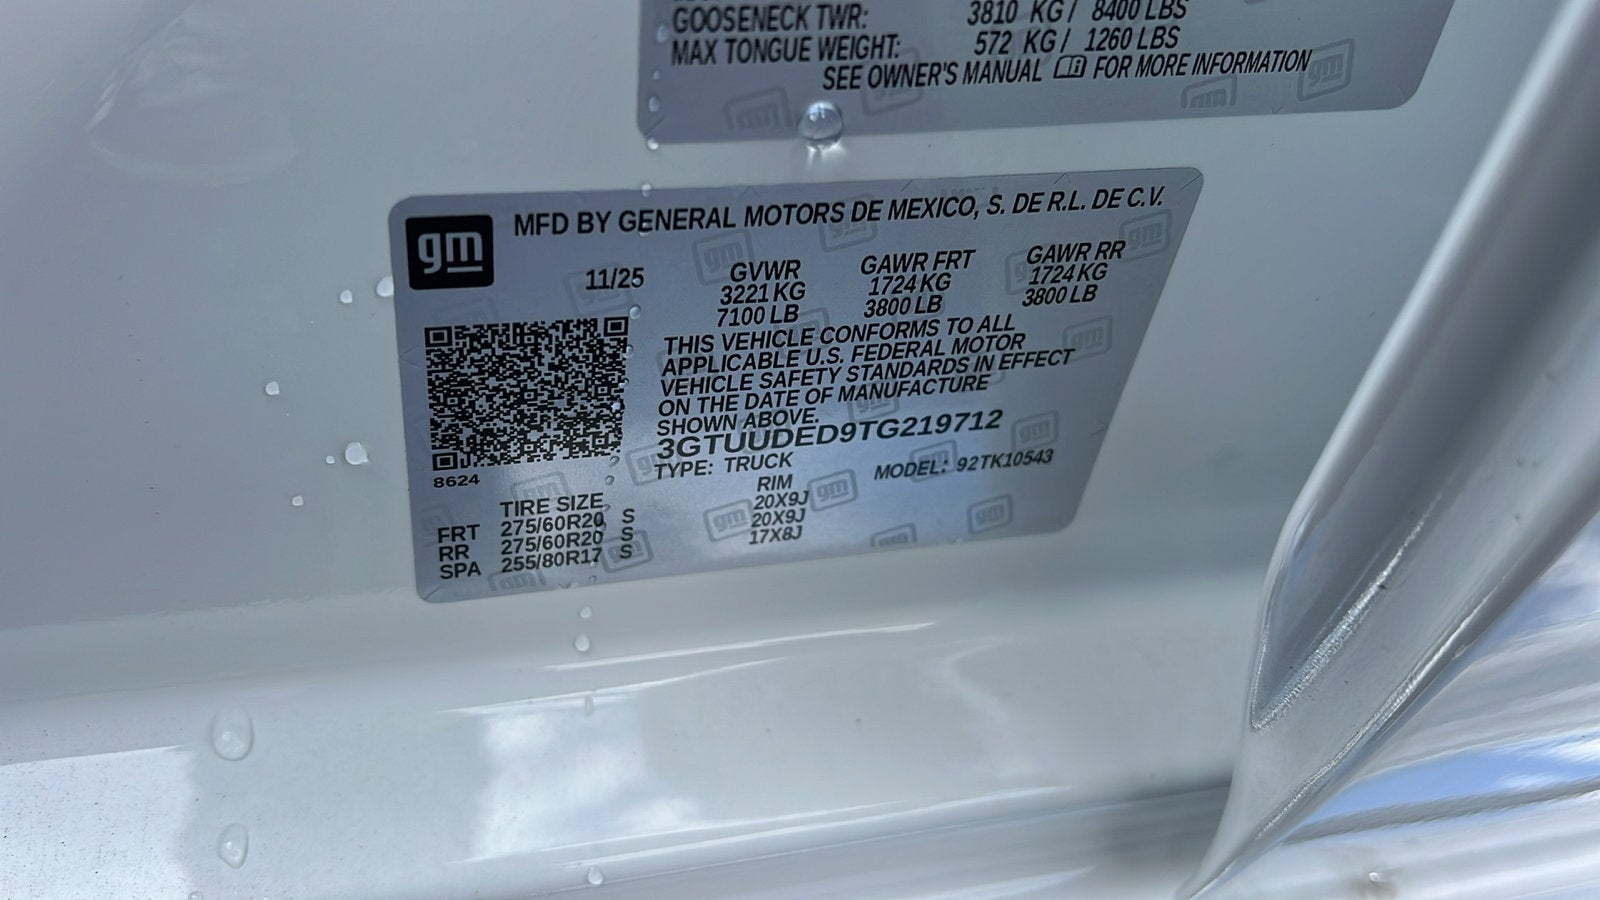 GOOSENECK TWR: 3810 KG / 8400 LBS
MAX TONGUE WEIGHT: 572 KG / 1260 LBS
SEE OWNER'S MANUAL FOR MORE INFORMATION
gm
MFD BY GENERAL MOTORS DE MEXICO, S. DE R.L. DE C.V.
11/25 GVWR GAWR FRT GAWR RR
3221 KG 1724 KG 1724 KG
7100 LB 3800 LB 3800 LB
THIS VEHICLE CONFORMS TO ALL
APPLICABLE U.S. FEDERAL MOTOR
VEHICLE SAFETY STANDARDS IN EFFECT
ON THE DATE OF MANUFACTURE
SHOWN ABOVE.
3GTUUDED9TG219712
TYPE: TRUCK MODEL: 92TK10543
8624
TIRE SIZE RIM
FRT 275/60R20 S 20X9J
RR 275/60R20 S 20X9J
SPA 255/80R17 S 17X8J